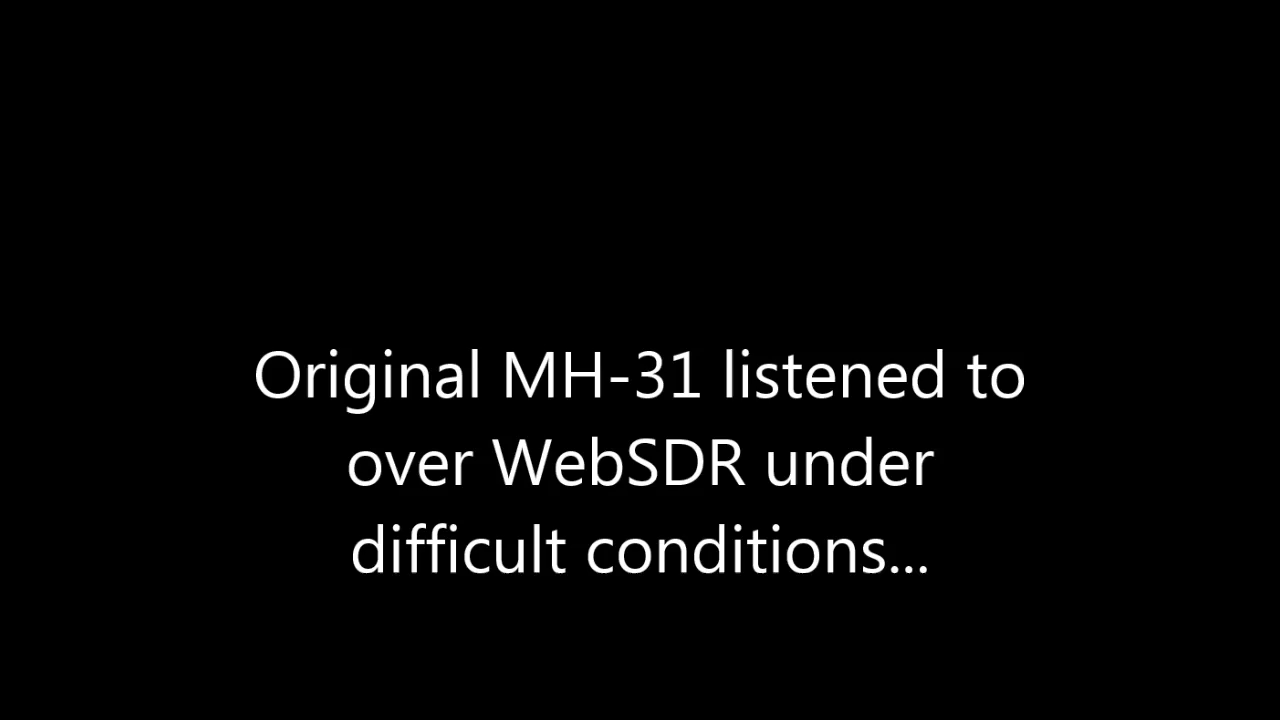 Original MH-31 listened to
over WebSDR under
difficult conditions...